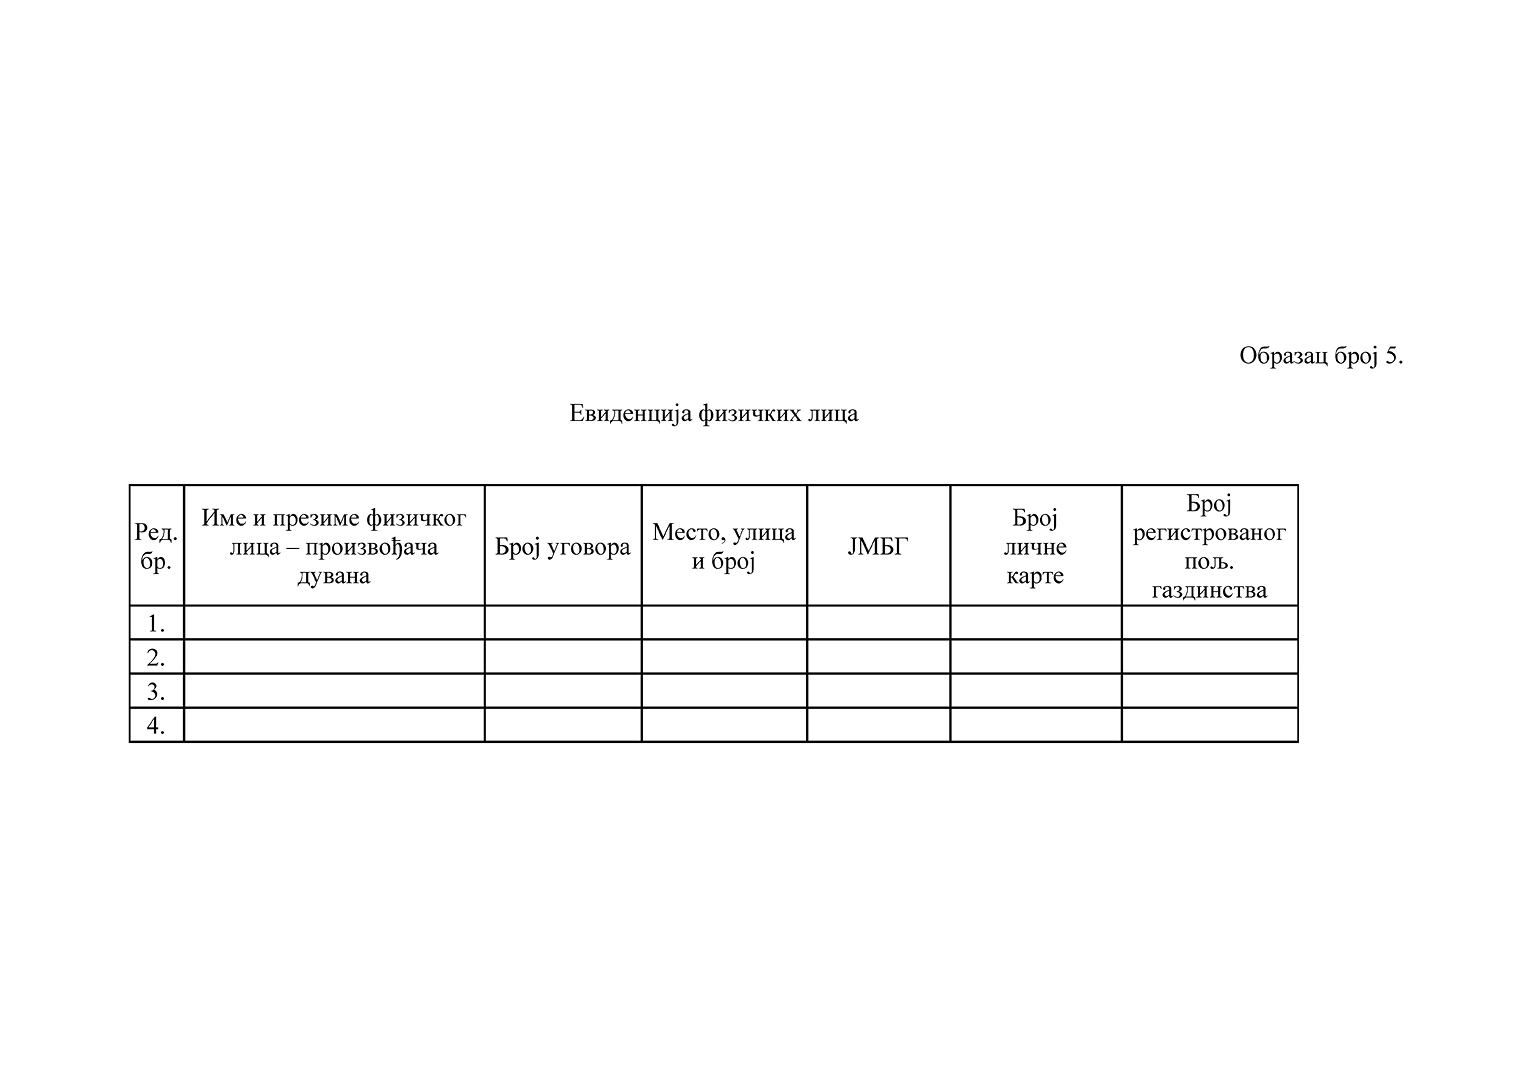 Образац број 5.
Евиденција физичких лица
Ред.
бр.
Име и презиме физичког
лица – произвођача
дувана
Број уговора
Место, улица
и број
ЈМБГ
Број
личне
карте
Број
регистрованог
пољ.
газдинства
1.
2.
3.
4.